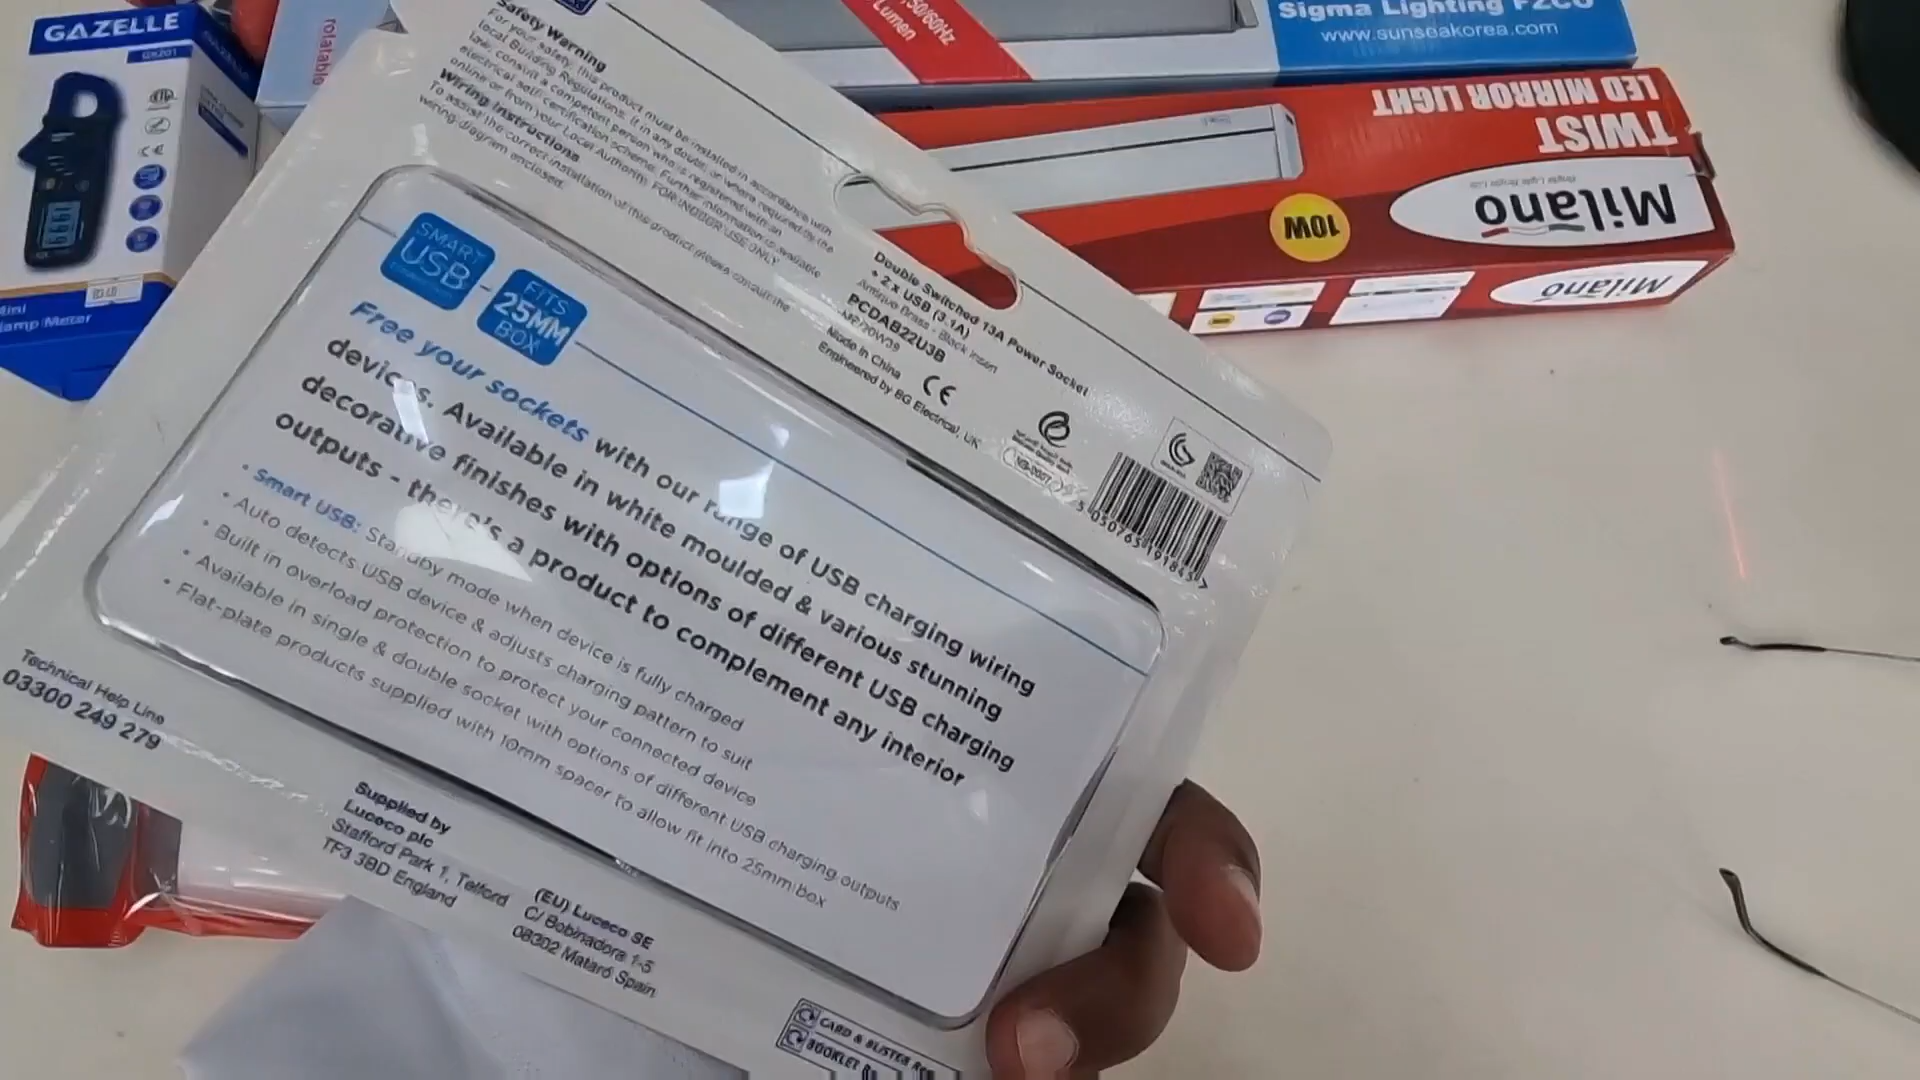 GAZELLE
G9201
Mini
Clamp Meter
rotatable
50/60Hz
Lumen
Sigma Lighting FZCO
www.sunseakorea.com
TWIST
LED MIRROR LIGHT
Milano
10W
Milano
Safety Warning
For your safety, this product must be installed in accordance with
local Building Regulations. If in any doubt, or where required by the
law, consult a competent person who is registered with an
electrical self certification scheme. Further information is available
online or from your Local Authority. FOR INDOOR USE ONLY
Wiring Instructions
To assist the correct installation of this product please consult the
wiring diagram enclosed.
Double Switched 13A Power Socket
• 2 x USB (3.1A)
Antique Brass - Black Insert
PCDAB22U3B
Made in China
Engineered by BG Electrical, UK
CE
5 050765 191845 >
SMART
USB
FITS
25MM
BOX
Free your sockets with our range of USB charging wiring
devices. Available in white moulded & various stunning
decorative finishes with options of different USB charging
outputs - there's a product to complement any interior
• Smart USB: Standby mode when device is fully charged
• Auto detects USB device & adjusts charging pattern to suit
• Built in overload protection to protect your connected device
• Available in single & double socket with options of different USB charging outputs
• Flat-plate products supplied with 10mm spacer to allow fit into 25mm box
Technical Help Line
03300 249 279
Supplied by
Luceco plc
Stafford Park 1, Telford
TF3 3BD England
(EU) Luceco SE
C/ Bobinadora 1-5
08302 Mataró Spain
CARD & BLISTER
BOOKLET